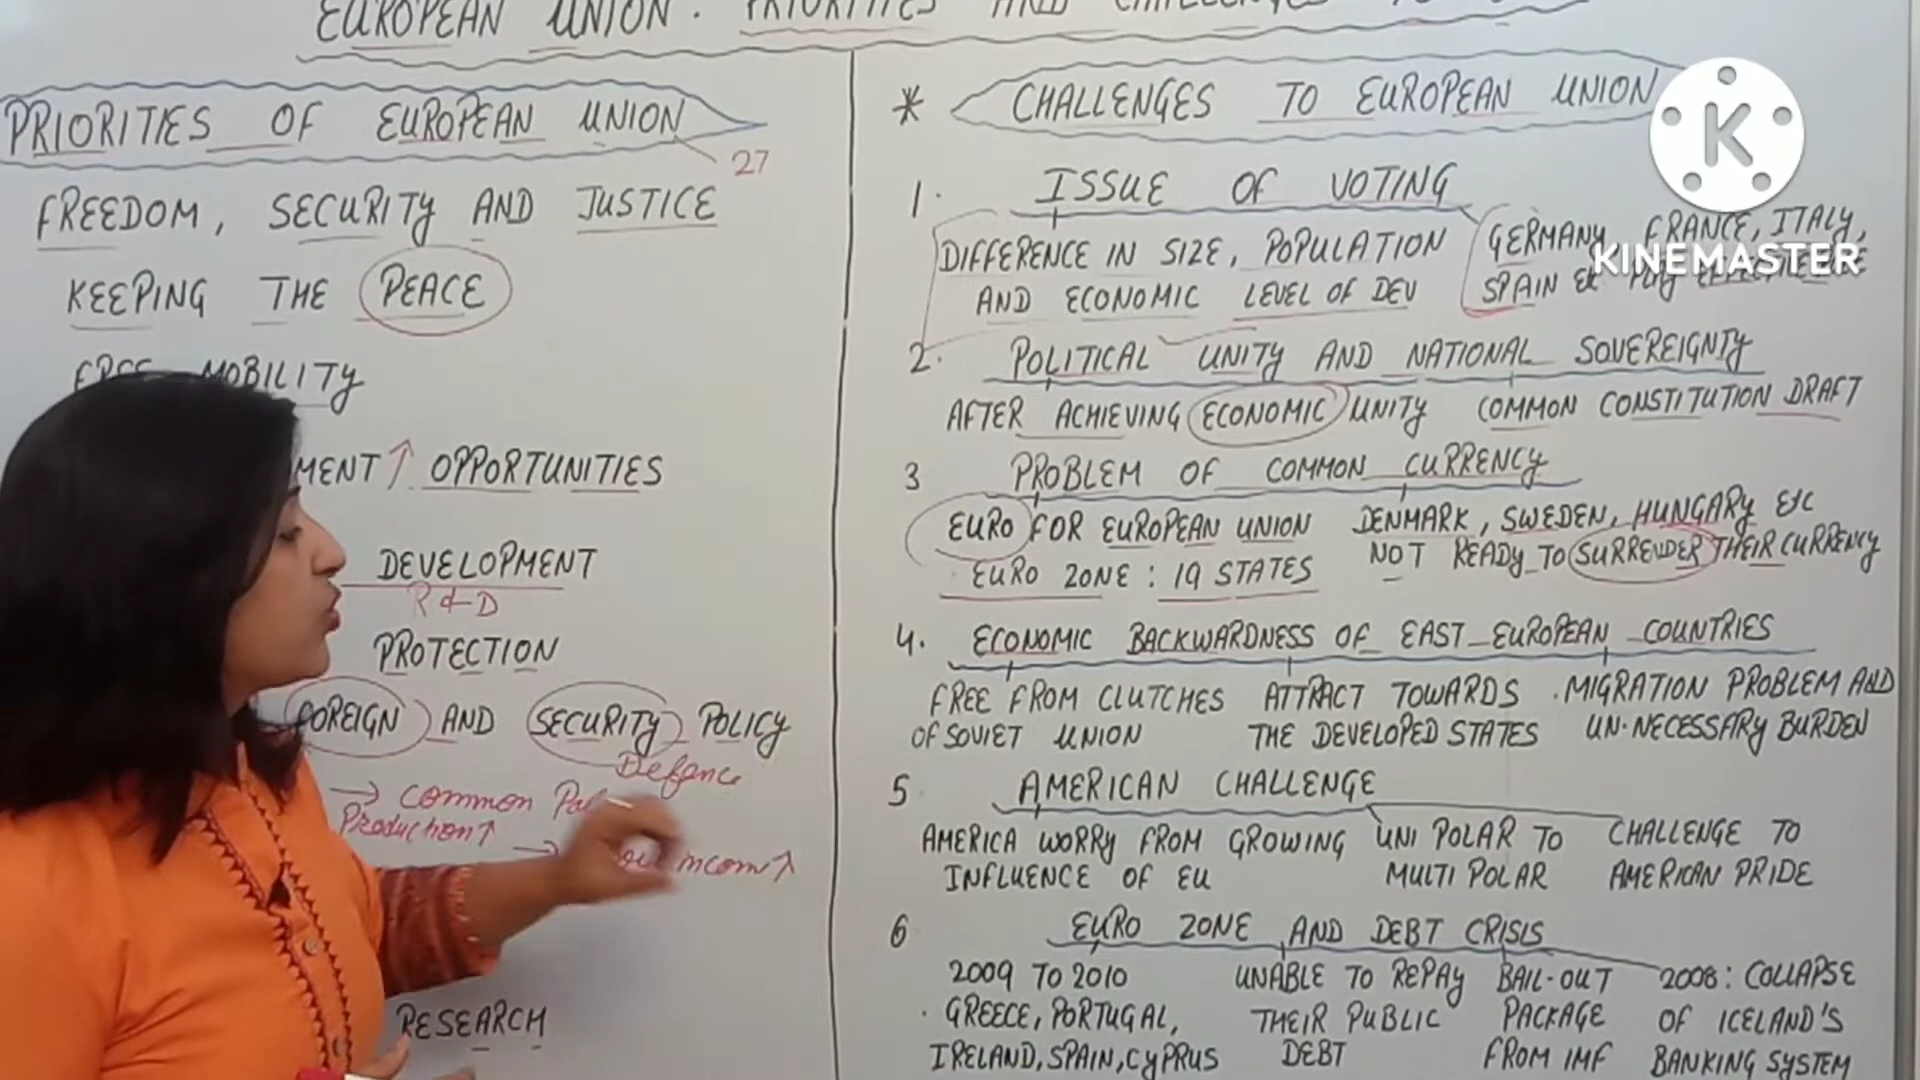 EUROPEAN UNION: PRIORITIES AND CHALLENGES
PRIORITIES OF EUROPEAN UNION
27
FREEDOM, SECURITY AND JUSTICE
KEEPING THE PEACE
FREE MOBILITY
MENT ↑ OPPORTUNITIES
DEVELOPMENT
R & D
PROTECTION
FOREIGN AND SECURITY POLICY
Defence
→ COMMON
Production ↑
→ incom ↑
RESEARCH
* CHALLENGES TO EUROPEAN UNION
1. ISSUE OF VOTING
DIFFERENCE IN SIZE, POPULATION
AND ECONOMIC LEVEL OF DEV
GERMANY FRANCE, ITALY,
SPAIN etc Play
2. POLITICAL UNITY AND NATIONAL SOVEREIGNTY
AFTER ACHIEVING ECONOMIC UNITY COMMON CONSTITUTION DRAFT
3 PROBLEM OF COMMON CURRENCY
EURO FOR EUROPEAN UNION
EURO ZONE : 19 STATES
DENMARK, SWEDEN, HUNGARY Etc
NOT READY TO SURRENDER THEIR CURRENCY
4. ECONOMIC BACKWARDNESS OF EAST EUROPEAN COUNTRIES
FREE FROM CLUTCHES
OF SOVIET UNION
ATTRACT TOWARDS
THE DEVELOPED STATES
. MIGRATION PROBLEM AND
UN-NECESSARY BURDEN
5 AMERICAN CHALLENGE
AMERICA WORRY FROM GROWING
INFLUENCE OF EU
UNI POLAR TO
MULTI POLAR
CHALLENGE TO
AMERICAN PRIDE
6 EURO ZONE AND DEBT CRISIS
2009 TO 2010
. GREECE, PORTUGAL,
IRELAND, SPAIN, CYPRUS
UNABLE TO REPAY
THEIR PUBLIC
DEBT
BAIL-OUT
PACKAGE
FROM IMF
2008: COLLAPSE
OF ICELAND'S
BANKING SYSTEM
K
KINEMASTER